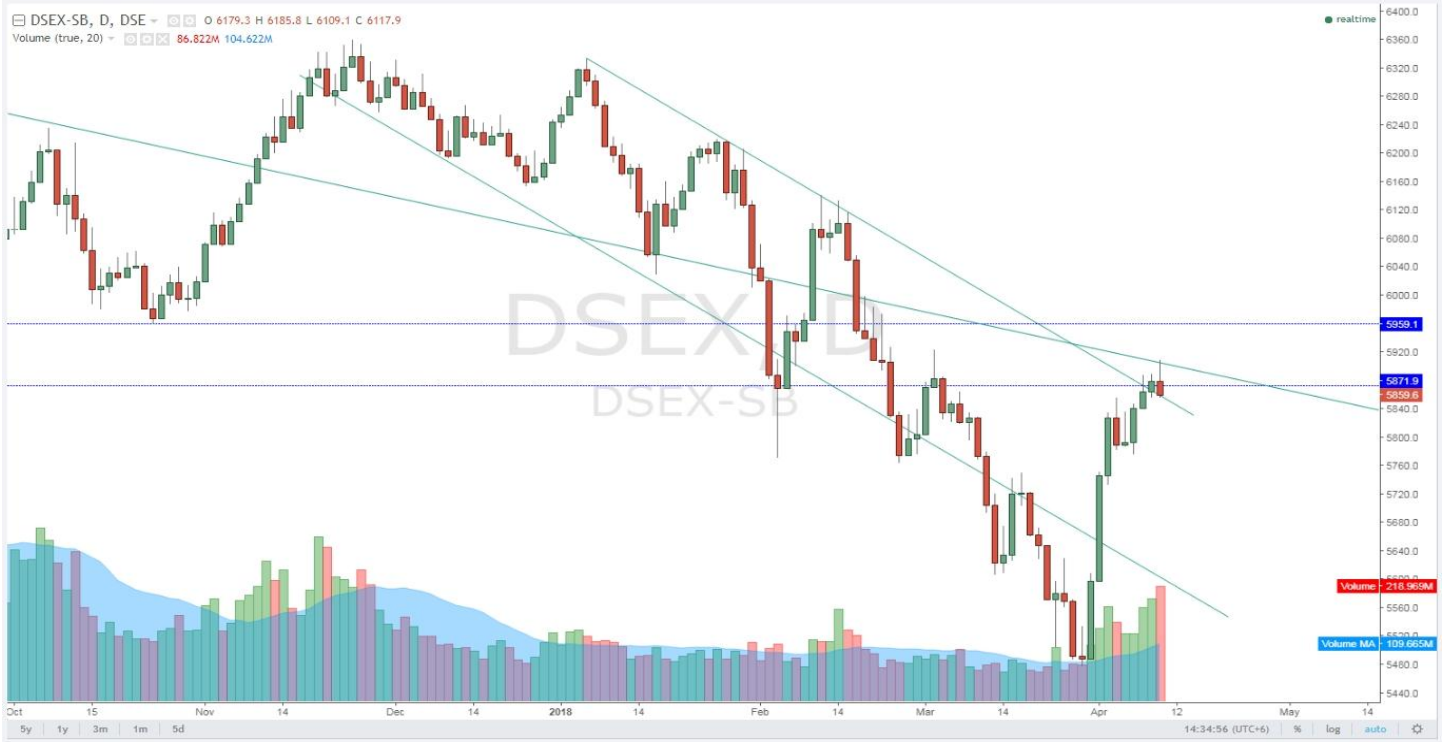 DSEX-SB, D, DSE O 6179.3 H 6185.8 L 6109.1 C 6117.9
Volume (true, 20) 86.822M 104.622M
realtime
DSEX, D
DSEX-SB
6400.0
6360.0
6320.0
6280.0
6240.0
6200.0
6160.0
6120.0
6080.0
6040.0
6000.0
5959.1
5920.0
5871.9
5859.6
5840.0
5800.0
5760.0
5720.0
5680.0
5640.0
5600.0
Volume 218.969M
5560.0
5520.0
Volume MA 109.665M
5480.0
5440.0
Oct 15 Nov 14 Dec 14 2018 14 Feb 14 Mar 14 Apr 12 May 14
5y 1y 3m 1m 5d 14:34:56 (UTC+6) % log auto